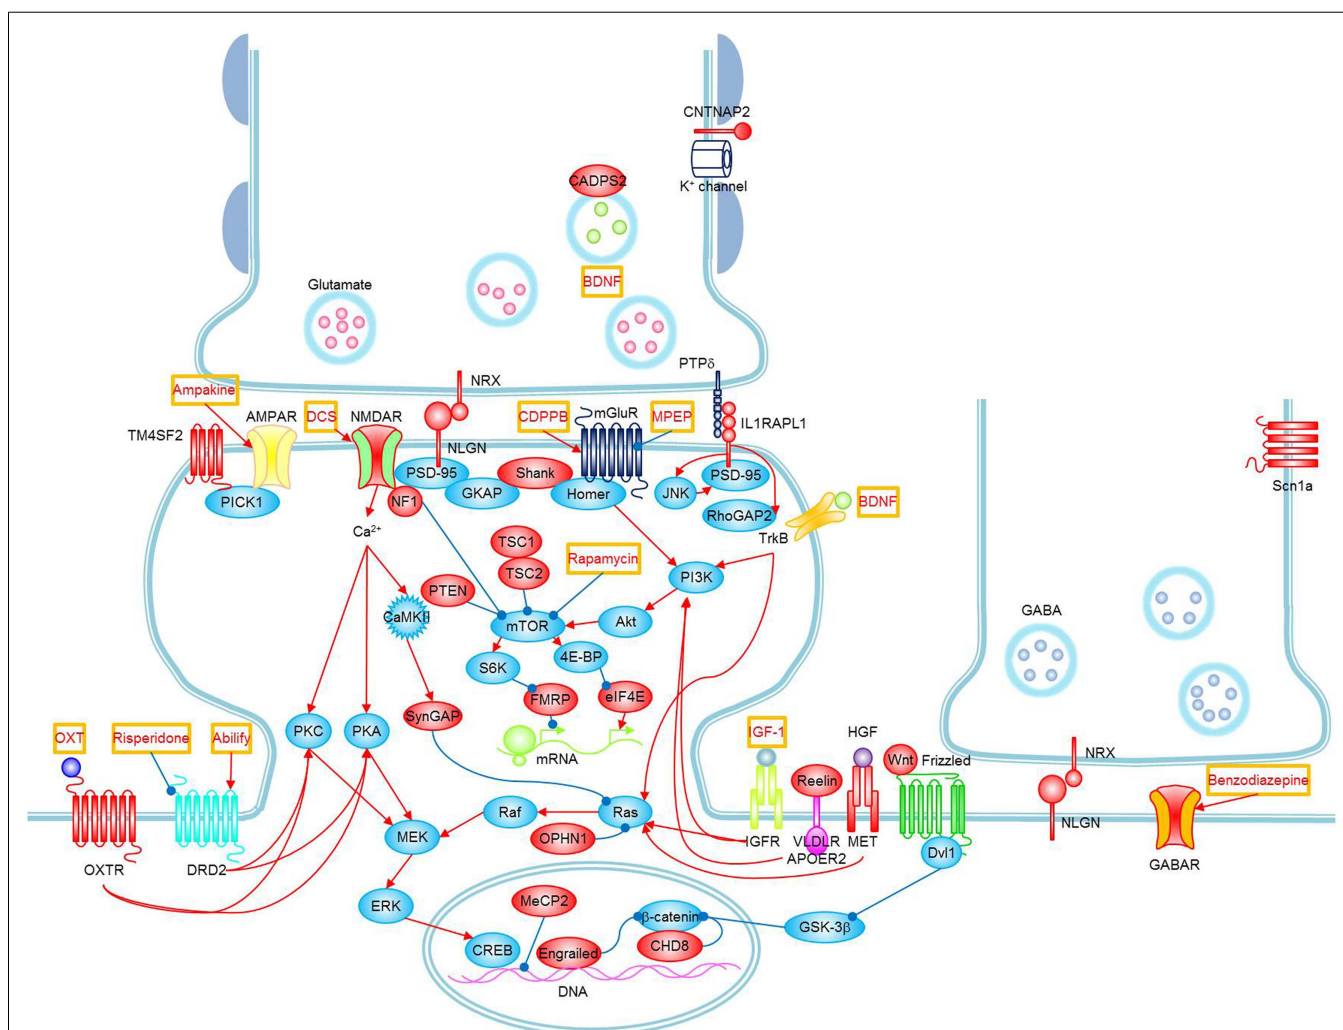 CNTNAP2
K+ channel
CADPS2
BDNF
Glutamate
NRX
PTPδ
Ampakine
AMPAR
DCS
NMDAR
CDPPB
mGluR
MPEP
IL1RAPL1
TM4SF2
NLGN
PSD-95
Shank
PSD-95
Scn1a
PICK1
NF1
GKAP
Homer
JNK
RhoGAP2
BDNF
TrkB
Ca2+
TSC1
TSC2
Rapamycin
PI3K
PTEN
CaMKII
mTOR
Akt
GABA
S6K
4E-BP
FMRP
eIF4E
SynGAP
OXT
Risperidone
Abilify
PKC
PKA
mRNA
IGF-1
HGF
Wnt
Frizzled
NRX
Reelin
Benzodiazepine
Raf
Ras
MEK
OPHN1
IGFR
VLDLR
APOER2
MET
Dvl1
NLGN
GABAR
OXTR
DRD2
ERK
MeCP2
β-catenin
GSK-3β
CREB
Engrailed
CHD8
DNA